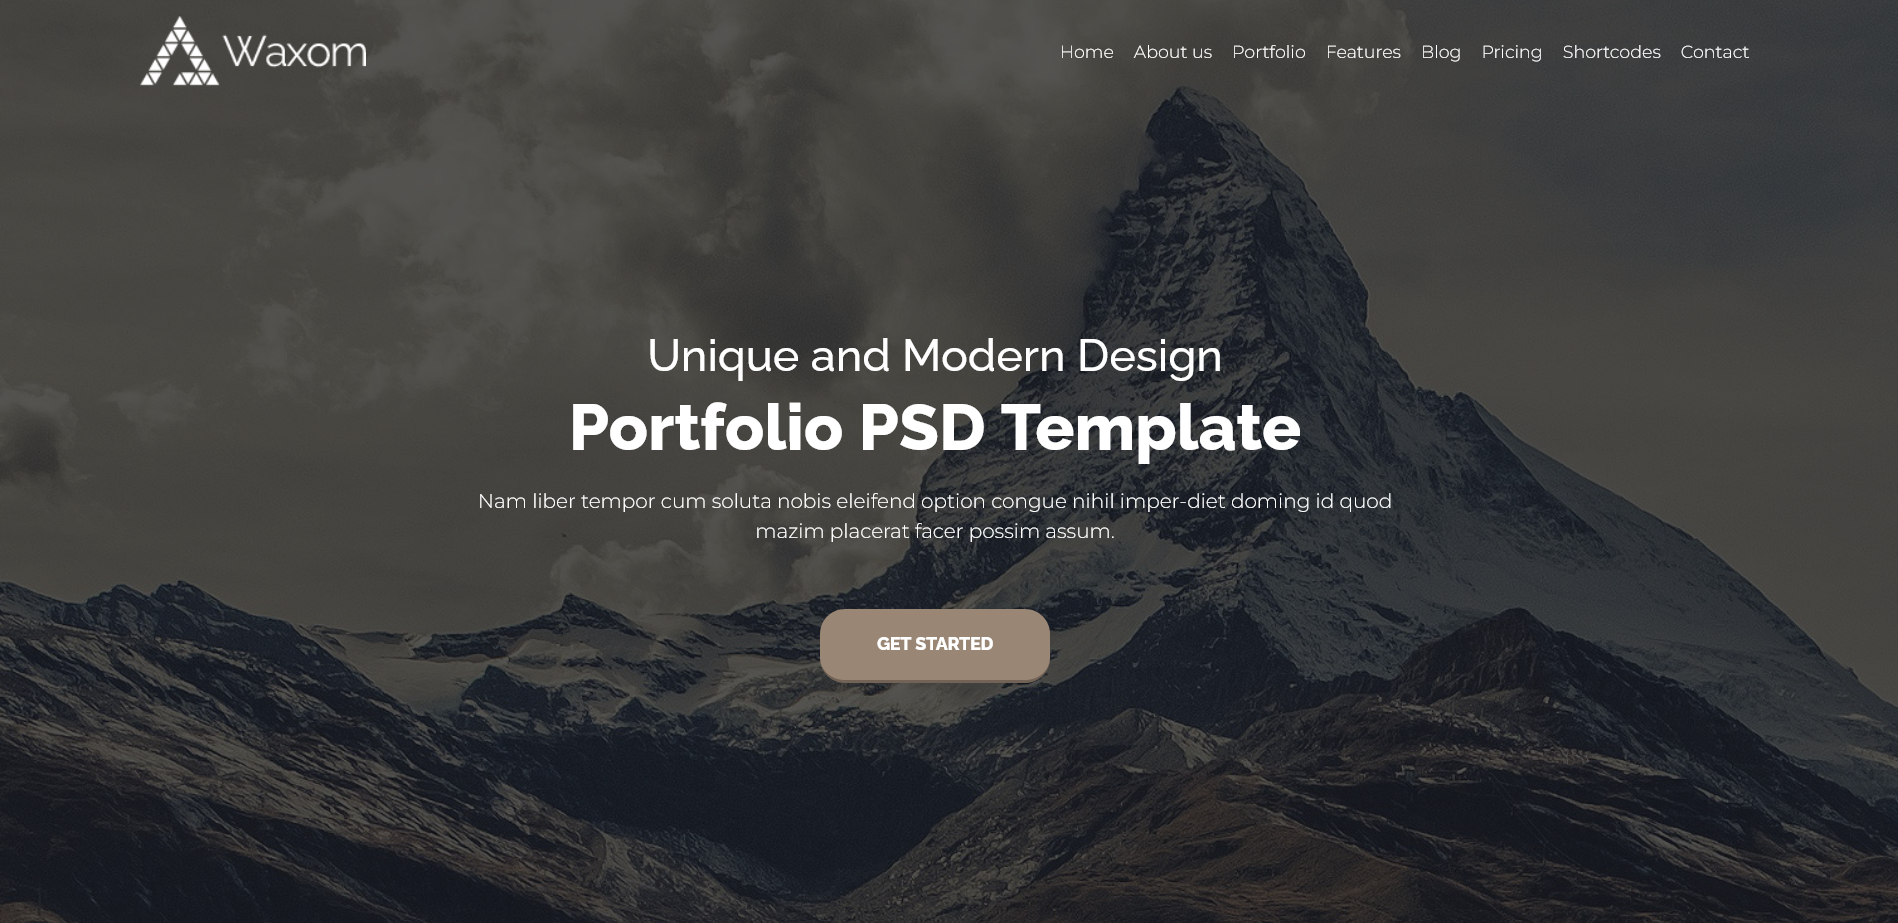 Waxom
Home About us Portfolio Features Blog Pricing Shortcodes Contact
Unique and Modern Design
Portfolio PSD Template
Nam liber tempor cum soluta nobis eleifend option congue nihil imper-diet doming id quod
mazim placerat facer possim assum.
GET STARTED